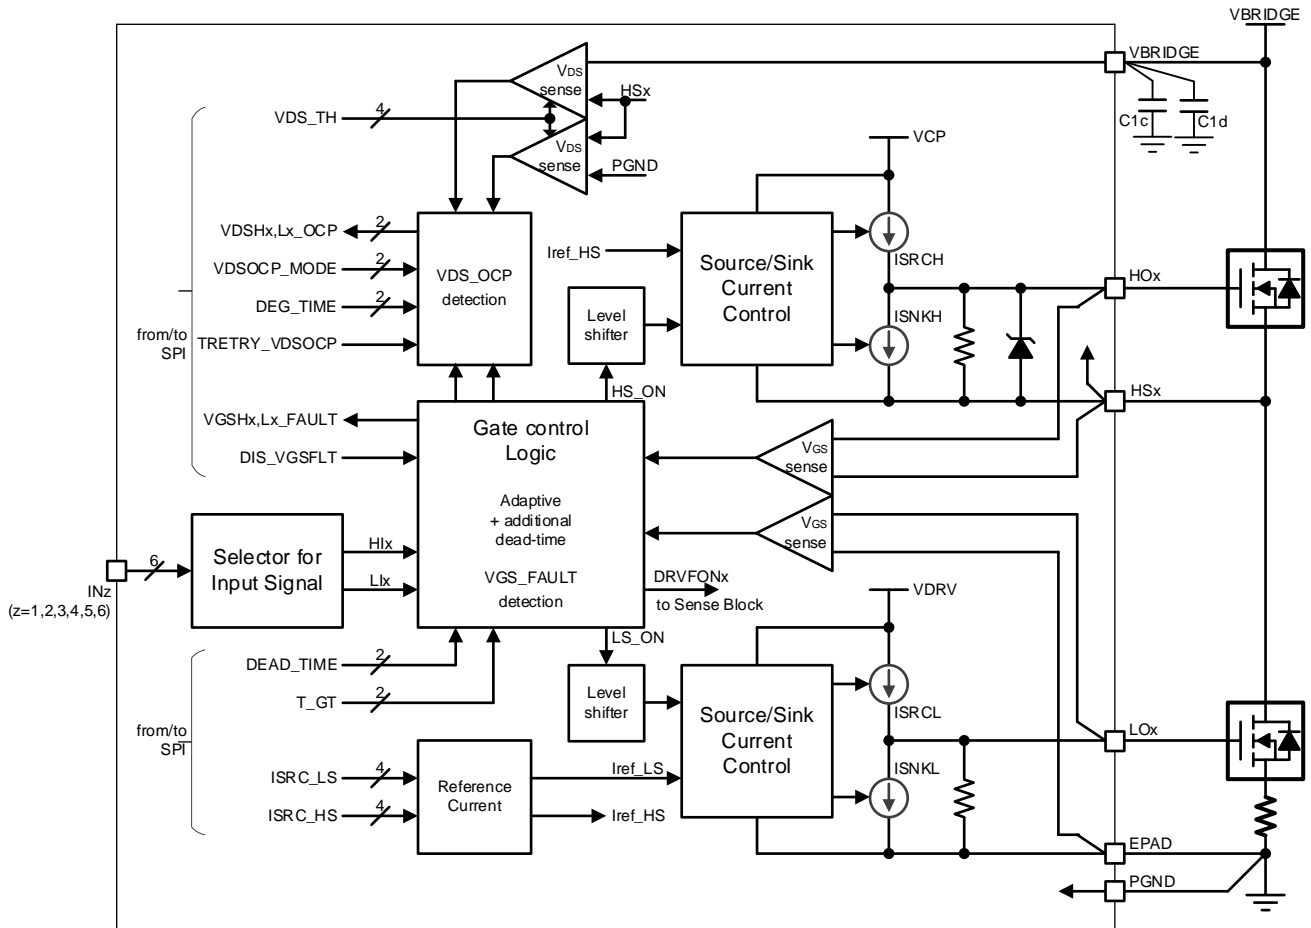 VBRIDGE
VBRIDGE
VDS
sense
HSx
VDS_TH
4
C1c
C1d
VDS
sense
PGND
VCP
VDSHx,Lx_OCP
2
VDSOCP_MODE
2
DEG_TIME
2
TRETRY_VDSOCP
from/to
SPI
VDS_OCP
detection
Iref_HS
Source/Sink
Current
Control
ISRCH
ISNKH
HOx
Level
shifter
HS_ON
HSx
VGSHx,Lx_FAULT
DIS_VGSFLT
Gate control
Logic
Adaptive
+ additional
dead-time
VGS_FAULT
detection
VGS
sense
VGS
sense
Selector for
Input Signal
6
HIx
LIx
INz
(z=1,2,3,4,5,6)
DRVFONx
to Sense Block
VDRV
LS_ON
DEAD_TIME
2
T_GT
2
from/to
SPI
Level
shifter
Source/Sink
Current
Control
ISRCL
ISNKL
LOx
ISRC_LS
4
ISRC_HS
4
Reference
Current
Iref_LS
Iref_HS
EPAD
PGND